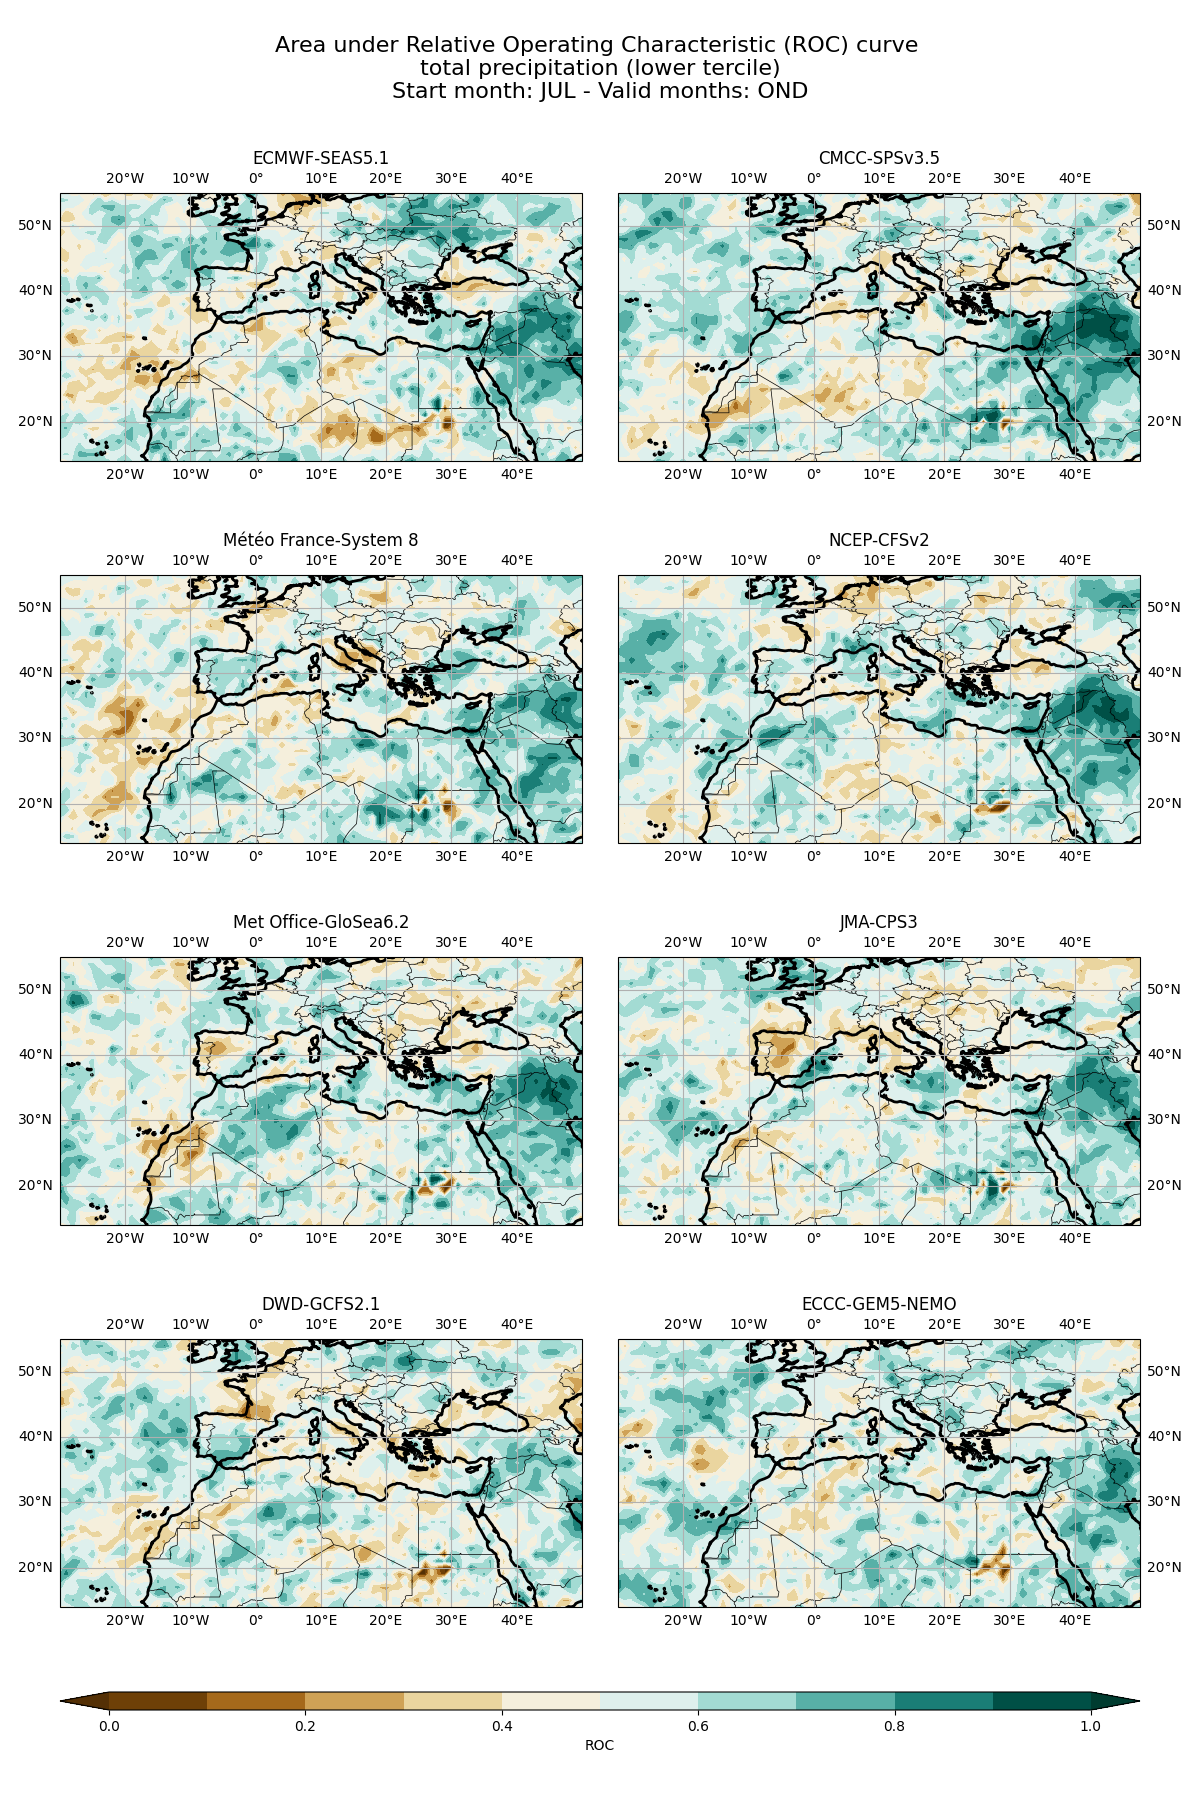 Area under Relative Operating Characteristic (ROC) curve
total precipitation (lower tercile)
Start month: JUL - Valid months: OND
ECMWF-SEAS5.1
20°W 10°W 0° 10°E 20°E 30°E 40°E
50°N
40°N
30°N
20°N
20°W 10°W 0° 10°E 20°E 30°E 40°E
CMCC-SPSv3.5
20°W 10°W 0° 10°E 20°E 30°E 40°E
50°N
40°N
30°N
20°N
20°W 10°W 0° 10°E 20°E 30°E 40°E
Météo France-System 8
20°W 10°W 0° 10°E 20°E 30°E 40°E
50°N
40°N
30°N
20°N
20°W 10°W 0° 10°E 20°E 30°E 40°E
NCEP-CFSv2
20°W 10°W 0° 10°E 20°E 30°E 40°E
50°N
40°N
30°N
20°N
20°W 10°W 0° 10°E 20°E 30°E 40°E
Met Office-GloSea6.2
20°W 10°W 0° 10°E 20°E 30°E 40°E
50°N
40°N
30°N
20°N
20°W 10°W 0° 10°E 20°E 30°E 40°E
JMA-CPS3
20°W 10°W 0° 10°E 20°E 30°E 40°E
50°N
40°N
30°N
20°N
20°W 10°W 0° 10°E 20°E 30°E 40°E
DWD-GCFS2.1
20°W 10°W 0° 10°E 20°E 30°E 40°E
50°N
40°N
30°N
20°N
20°W 10°W 0° 10°E 20°E 30°E 40°E
ECCC-GEM5-NEMO
20°W 10°W 0° 10°E 20°E 30°E 40°E
50°N
40°N
30°N
20°N
20°W 10°W 0° 10°E 20°E 30°E 40°E
0.0 0.2 0.4 0.6 0.8 1.0
ROC